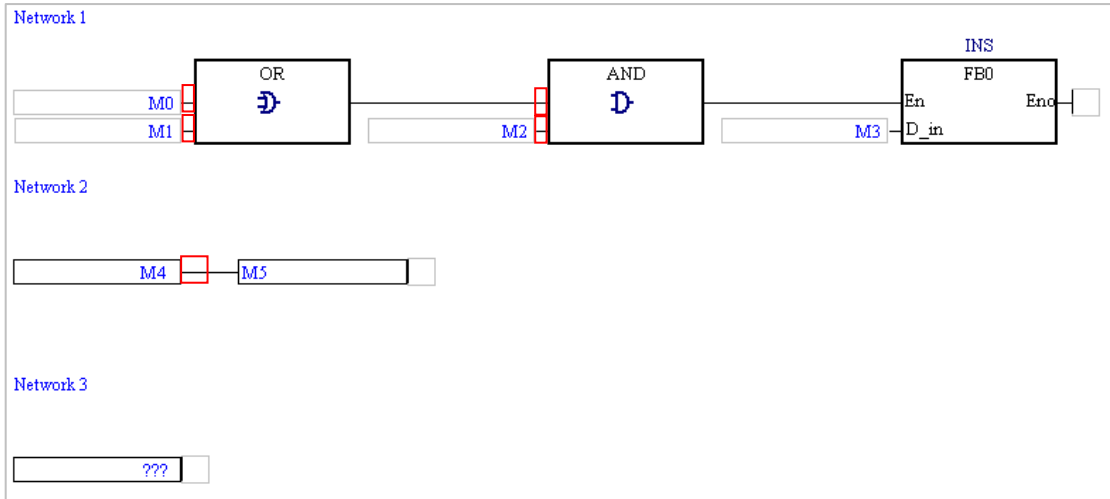 Network 1
INS
OR AND FB0
M0 En Eno
M1 M2 M3 D_in
Network 2
M4 M5
Network 3
???